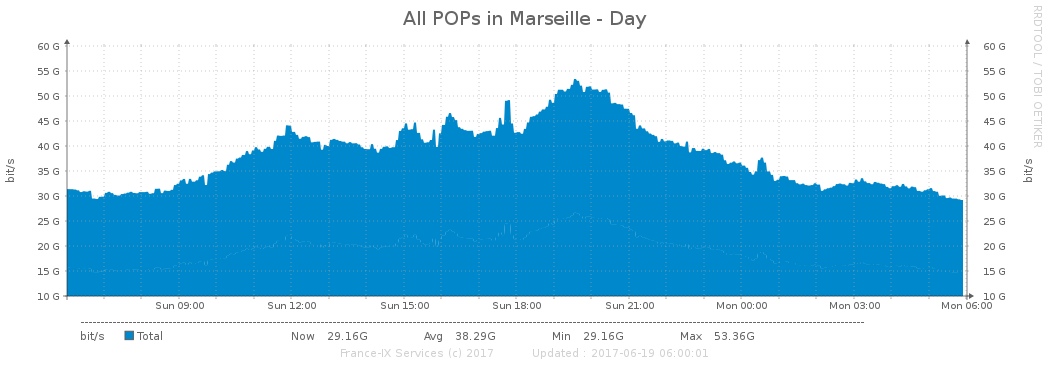 All POPs in Marseille - Day
RRDTOOL / TOBI OETIKER
60 G 60 G
55 G 55 G
50 G 50 G
45 G 45 G
40 G 40 G
35 G 35 G
30 G 30 G
25 G 25 G
20 G 20 G
15 G 15 G
10 G 10 G
bit/s
bit/s
Sun 09:00 Sun 12:00 Sun 15:00 Sun 18:00 Sun 21:00 Mon 00:00 Mon 03:00 Mon 06:00
bit/s Total Now 29.16G Avg 38.29G Min 29.16G Max 53.36G
France-IX Services (c) 2017 Updated : 2017-06-19 06:00:01